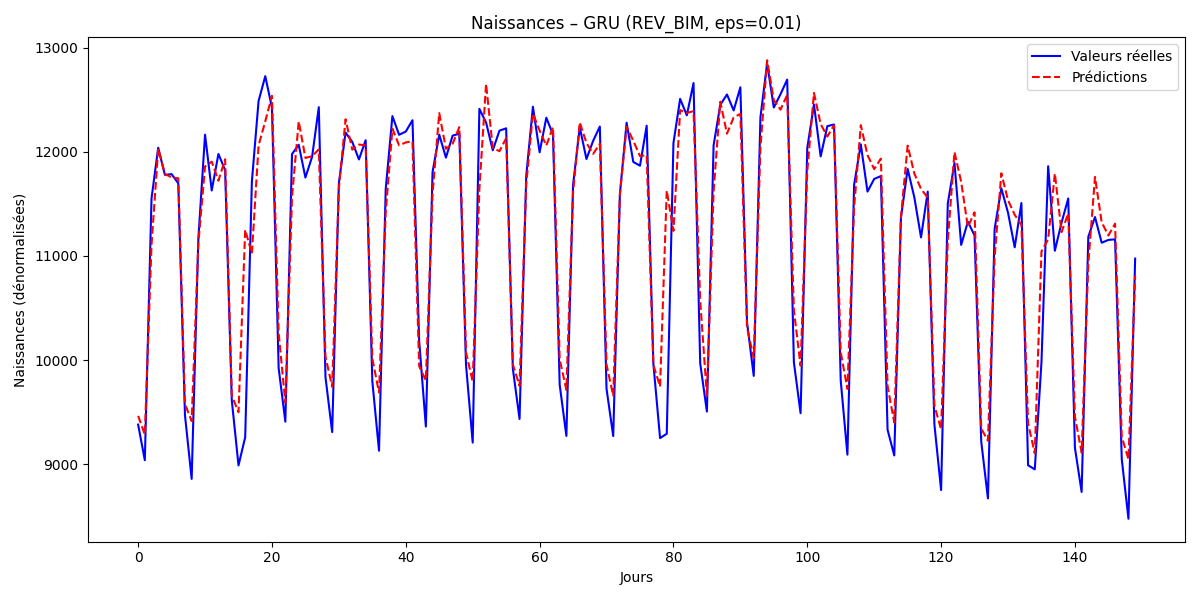 Naissances – GRU (REV_BIM, eps=0.01)
Valeurs réelles
Prédictions
Naissances (dénormalisées)
13000
12000
11000
10000
9000
0 20 40 60 80 100 120 140
Jours